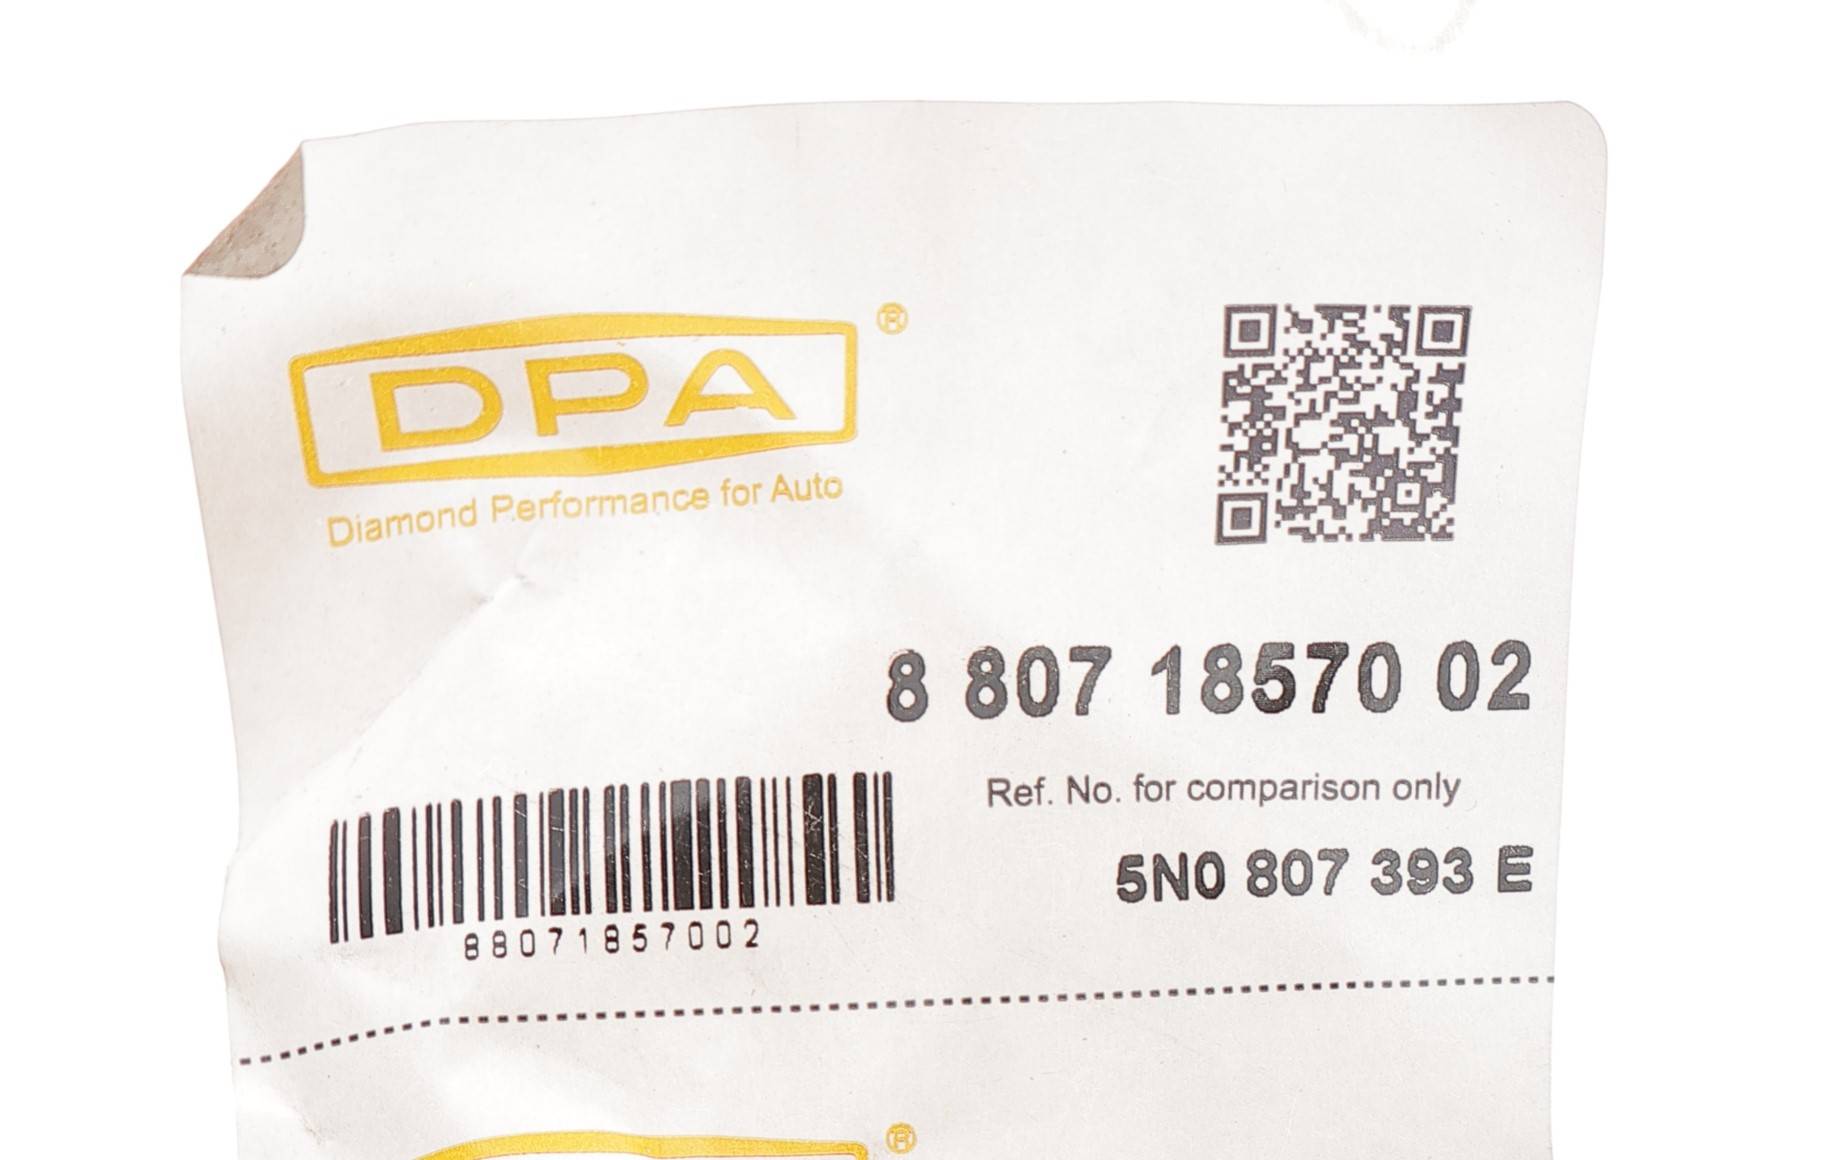 DPA®
Diamond Performance for Auto
8 807 18570 02
Ref. No. for comparison only
5N0 807 393 E
88071857002
®